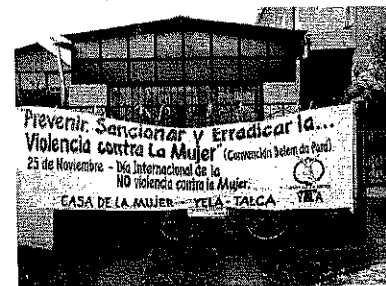 "Prevenir, Sancionar y Erradicar la...
Violencia contra La Mujer" (Convención Belem do Pará)
25 de Noviembre - Día Internacional de la
NO violencia contra la Mujer.
CASA DE LA MUJER - YELA - TALCA
YELA